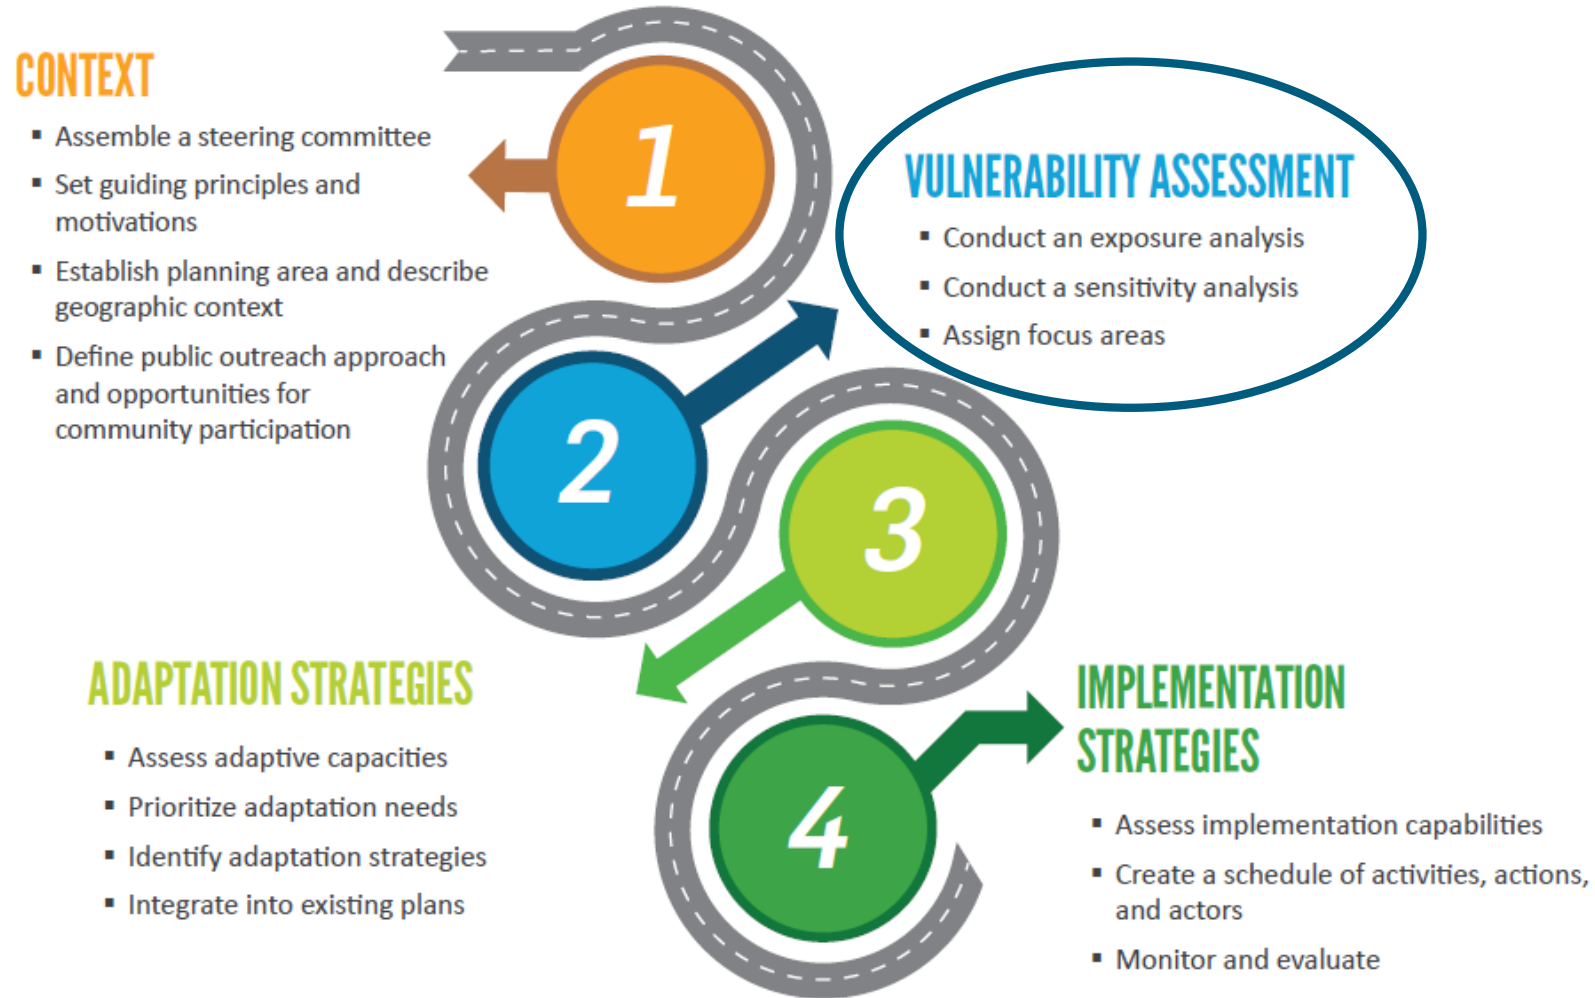 CONTEXT
▪ Assemble a steering committee
▪ Set guiding principles and
motivations
▪ Establish planning area and describe
geographic context
▪ Define public outreach approach
and opportunities for
community participation
1
VULNERABILITY ASSESSMENT
▪ Conduct an exposure analysis
▪ Conduct a sensitivity analysis
▪ Assign focus areas
2
3
ADAPTATION STRATEGIES
▪ Assess adaptive capacities
▪ Prioritize adaptation needs
▪ Identify adaptation strategies
▪ Integrate into existing plans
4
IMPLEMENTATION
STRATEGIES
▪ Assess implementation capabilities
▪ Create a schedule of activities, actions,
and actors
▪ Monitor and evaluate